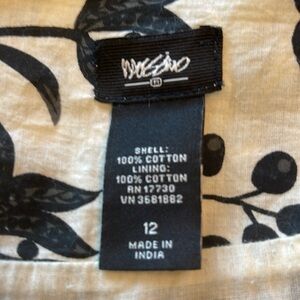 mossimo
SHELL:
100% COTTON
LINING:
100% COTTON
RN 17730
VN 3581882
12
MADE IN
INDIA